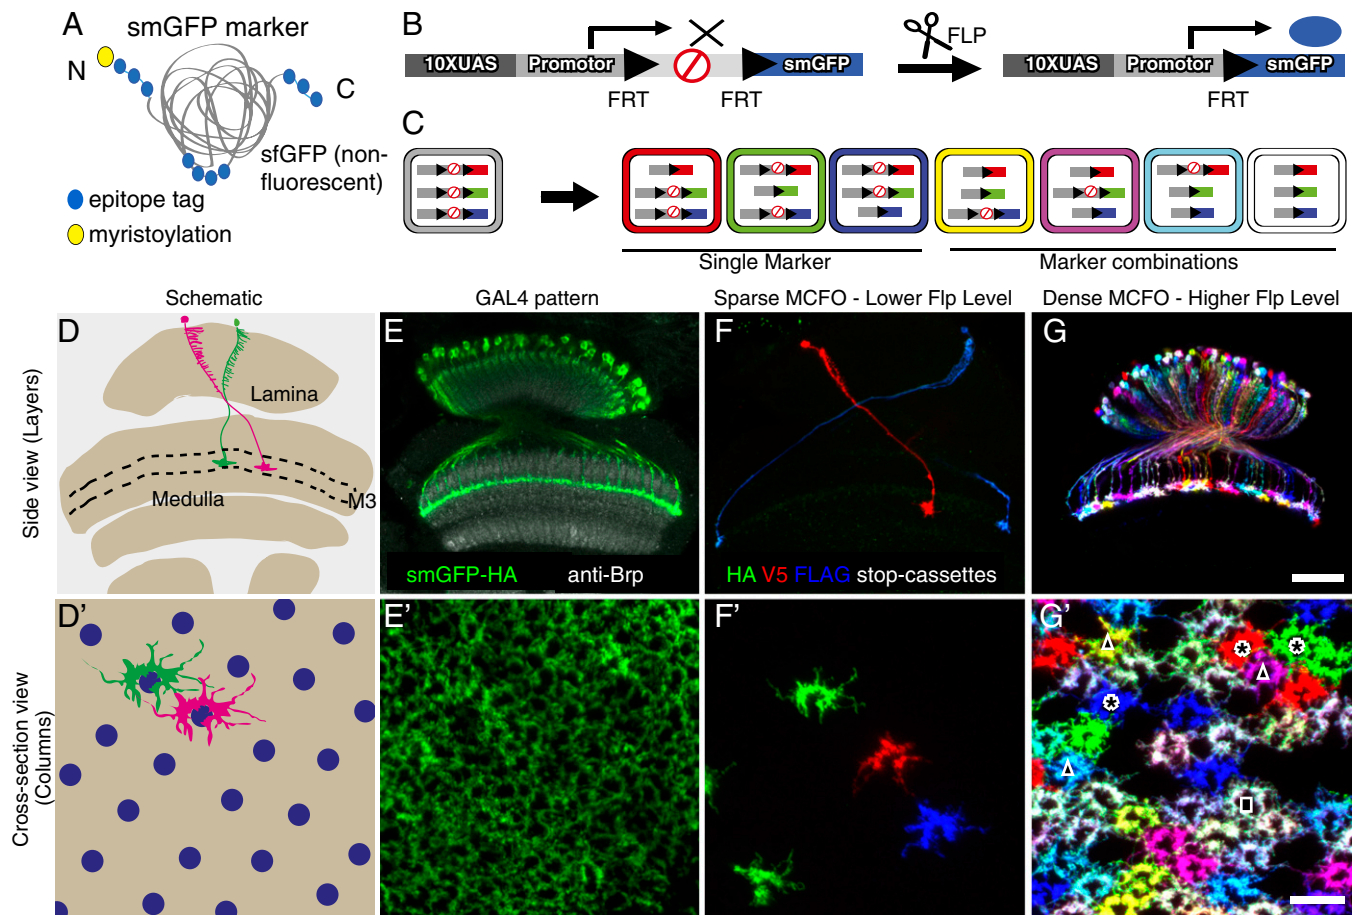 A
smGFP marker
N
C
sfGFP (non-
fluorescent)
epitope tag
myristoylation
B
10XUAS
Promotor
smGFP
FRT
FRT
FLP
10XUAS
Promotor
smGFP
FRT
C
Single Marker
Marker combinations
Schematic
GAL4 pattern
Sparse MCFO - Lower Flp Level
Dense MCFO - Higher Flp Level
Side view (Layers)
D
Lamina
Medulla
M3
E
smGFP-HA
anti-Brp
F
HA V5 FLAG stop-cassettes
G
Cross-section view
(Columns)
D'
E'
F'
G'